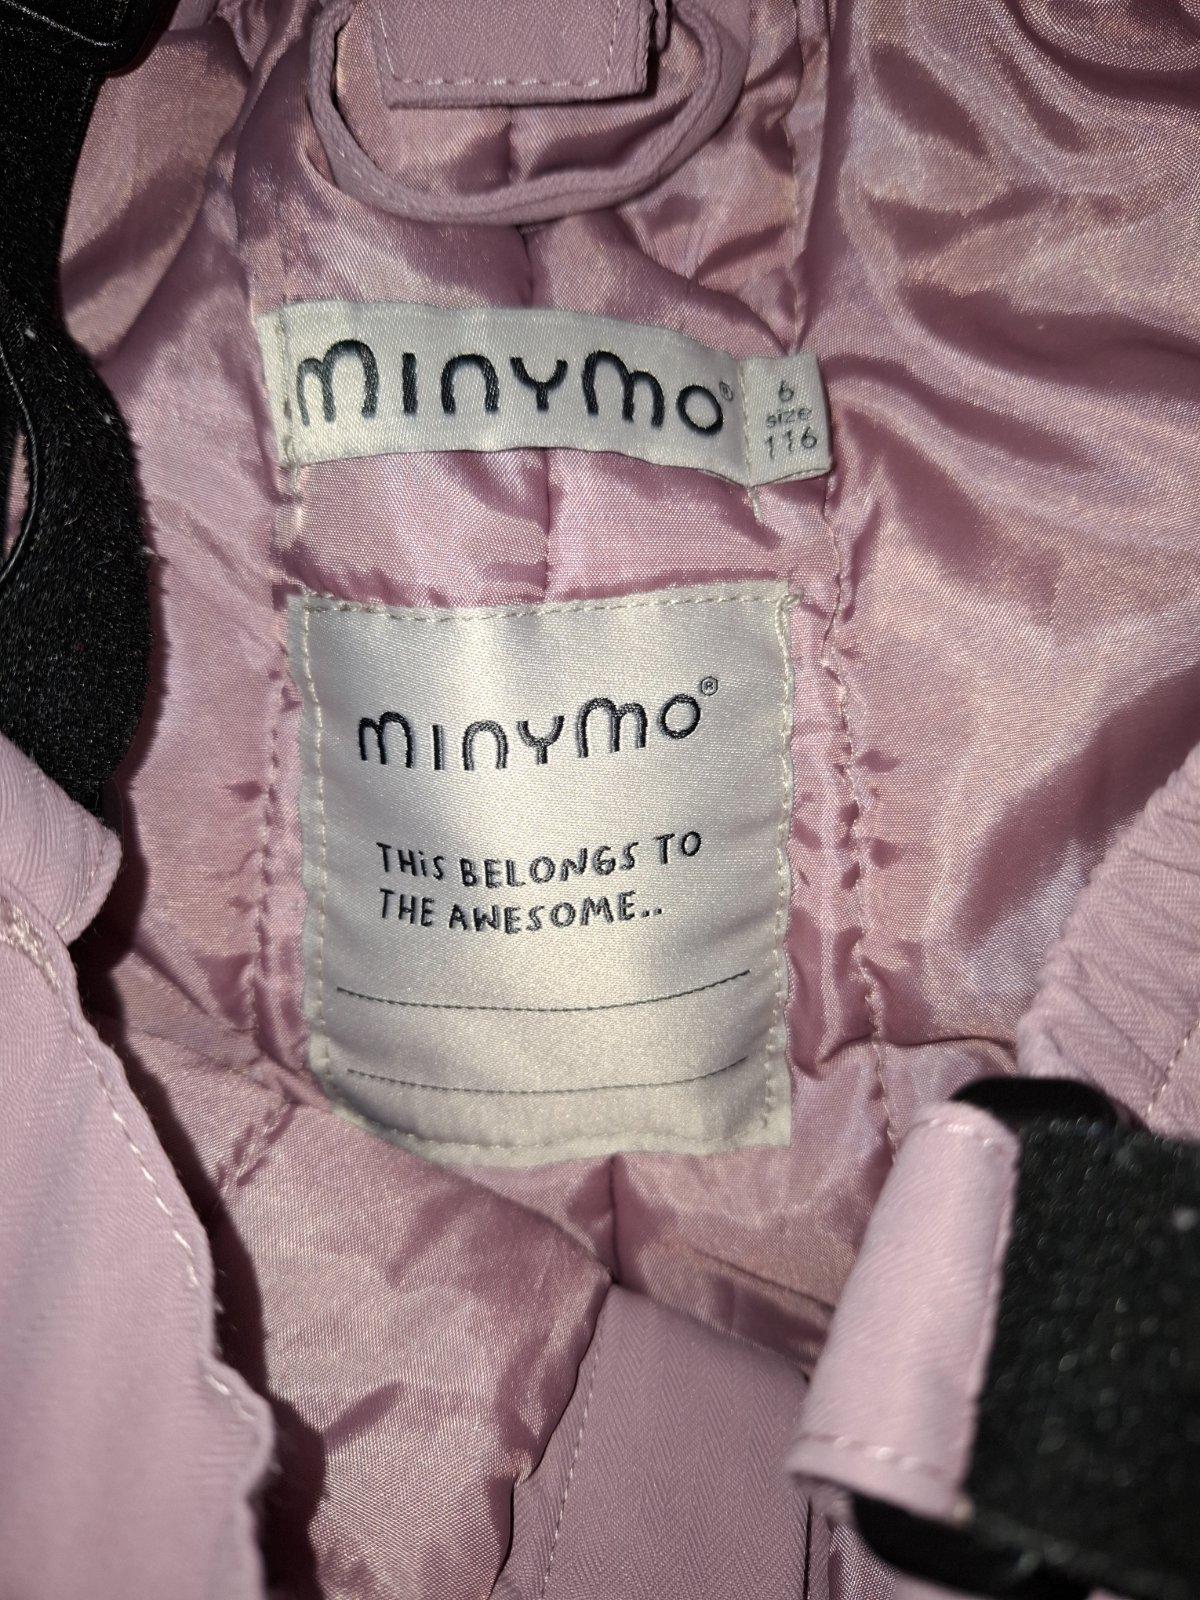 minymo®
6
size
116
minymo®
THIS BELONGS TO
THE AWESOME..